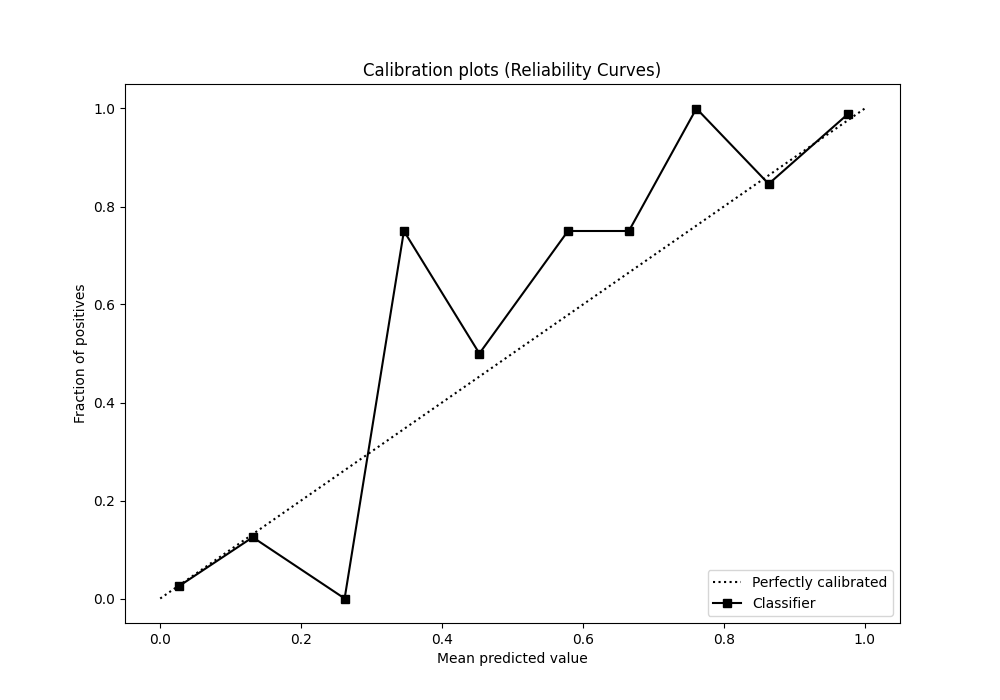 Calibration plots (Reliability Curves)
1.0
0.8
0.6
0.4
0.2
0.0
Fraction of positives
0.0 0.2 0.4 0.6 0.8 1.0
Mean predicted value
Perfectly calibrated
Classifier